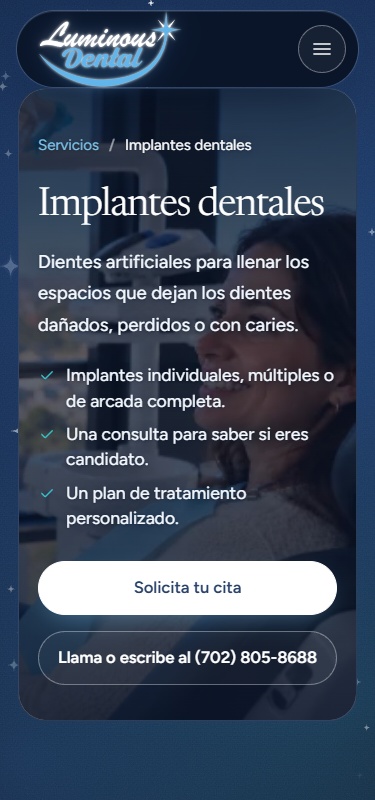 Luminous
Dental
Servicios / Implantes dentales
Implantes dentales
Dientes artificiales para llenar los
espacios que dejan los dientes
dañados, perdidos o con caries.
Implantes individuales, múltiples o
de arcada completa.
Una consulta para saber si eres
candidato.
Un plan de tratamiento
personalizado.
Solicita tu cita
Llama o escribe al (702) 805-8688